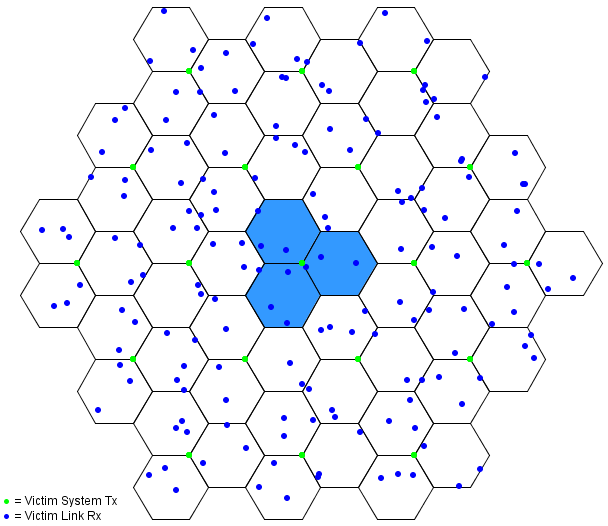 = Victim System Tx
= Victim Link Rx